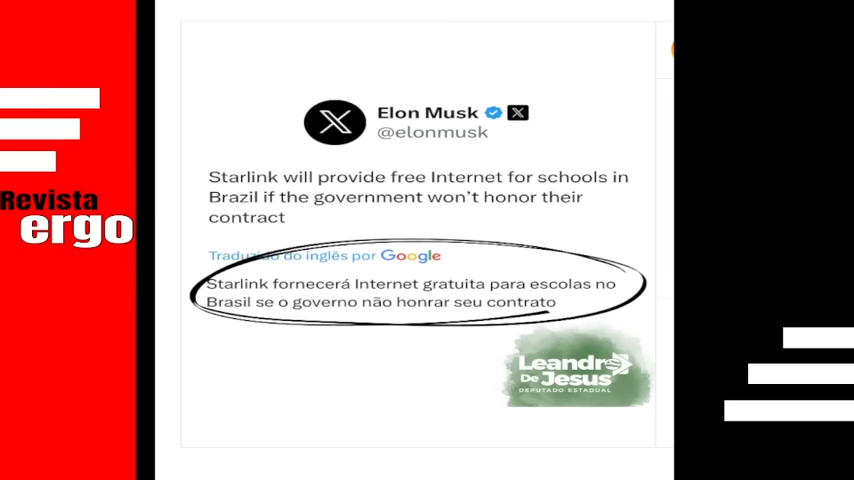 Revista
ergo
Elon Musk
@elonmusk
Starlink will provide free Internet for schools in
Brazil if the government won’t honor their
contract
Traduzido do inglês por Google
Starlink fornecerá Internet gratuita para escolas no
Brasil se o governo não honrar seu contrato
Leandro
De Jesus
DEPUTADO ESTADUAL